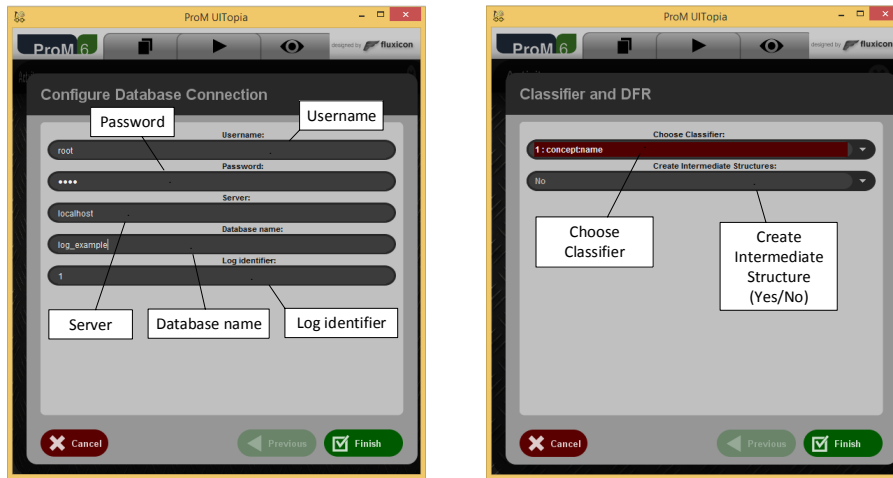 ProM UITopia
ProM 6
designed by fluxicon
Configure Database Connection
Password
Username
Username:
root
Password:
••••
Server:
localhost
Database name:
log_example
Log identifier:
1
Server
Database name
Log identifier
Cancel
Previous
Finish
ProM UITopia
ProM 6
designed by fluxicon
Classifier and DFR
Choose Classifier:
1 : concept:name
Create Intermediate Structures:
No
Choose
Classifier
Create
Intermediate
Structure
(Yes/No)
Cancel
Previous
Finish